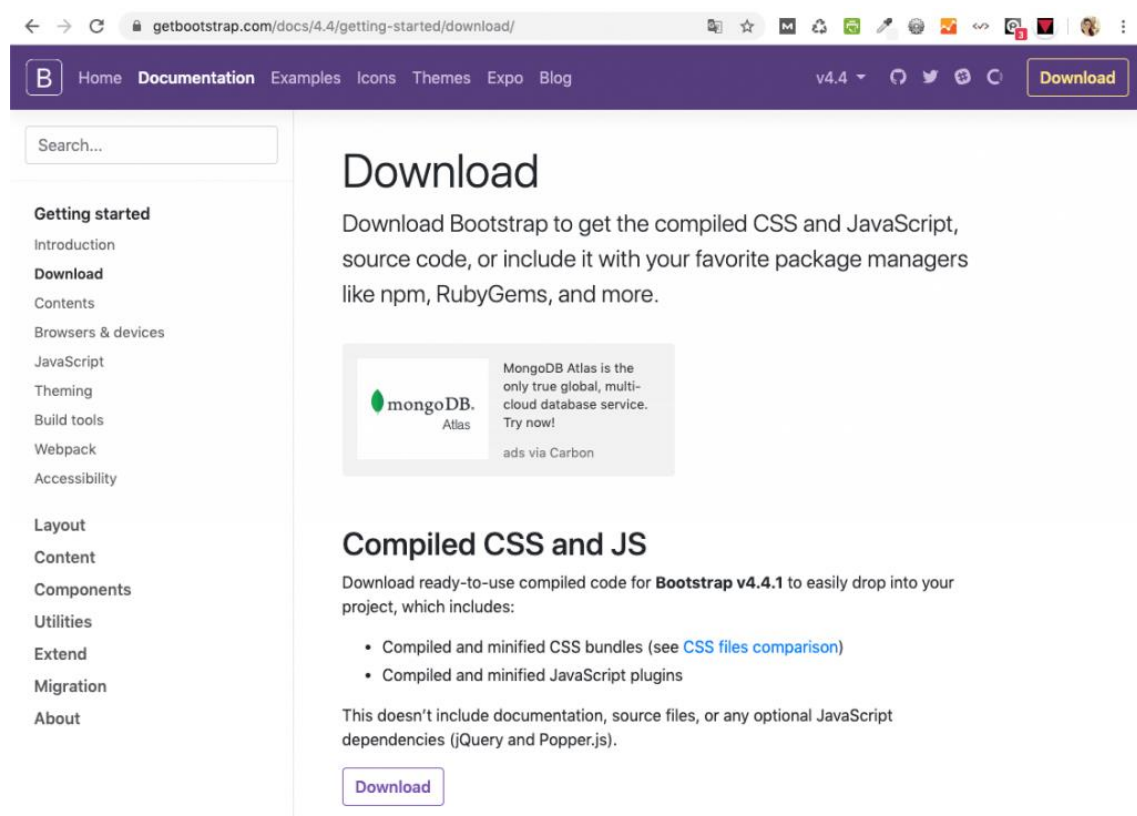 getbootstrap.com/docs/4.4/getting-started/download/
3
B Home Documentation Examples Icons Themes Expo Blog v4.4 Download
Search...
Getting started
Introduction
Download
Contents
Browsers & devices
JavaScript
Theming
Build tools
Webpack
Accessibility
Layout
Content
Components
Utilities
Extend
Migration
About
Download
Download Bootstrap to get the compiled CSS and JavaScript,
source code, or include it with your favorite package managers
like npm, RubyGems, and more.
mongoDB.
Atlas
MongoDB Atlas is the
only true global, multi-
cloud database service.
Try now!
ads via Carbon
Compiled CSS and JS
Download ready-to-use compiled code for Bootstrap v4.4.1 to easily drop into your
project, which includes:
• Compiled and minified CSS bundles (see CSS files comparison)
• Compiled and minified JavaScript plugins
This doesn't include documentation, source files, or any optional JavaScript
dependencies (jQuery and Popper.js).
Download